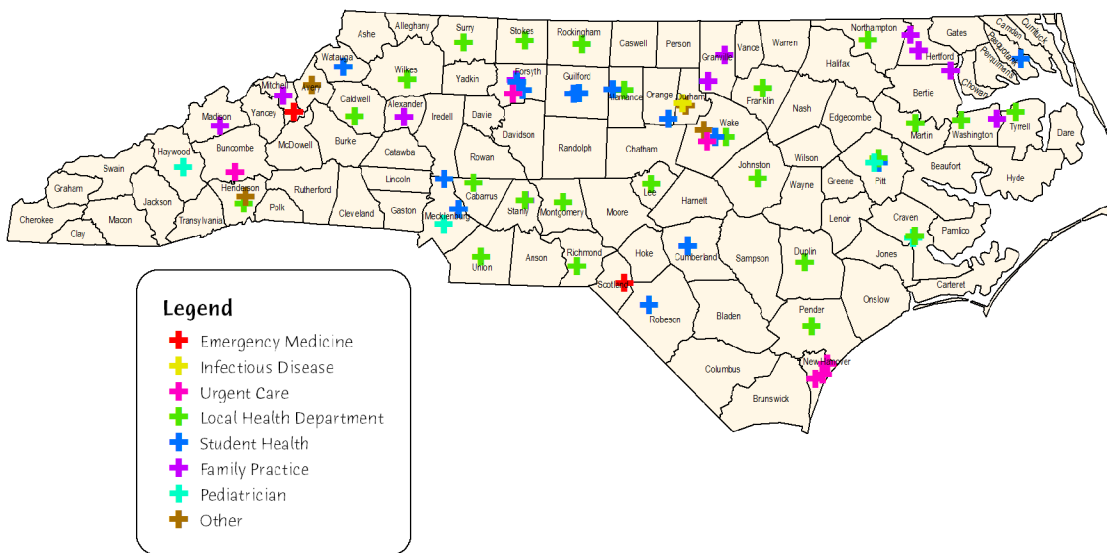 Alleghany
Northampton
Camden
Currituck
Ashe
Surry
Stokes
Rockingham
Caswell
Person
Vance
Warren
Gates
Pasquotank
Granville
Hertford
Perquimans
Watauga
Wilkes
Yadkin
Forsyth
Guilford
Alamance
Orange
Durham
Franklin
Halifax
Bertie
Chowan
Mitchell
Avery
Caldwell
Alexander
Iredell
Davie
Nash
Edgecombe
Martin
Washington
Tyrrell
Dare
Madison
Yancey
Burke
McDowell
Catawba
Davidson
Randolph
Chatham
Wake
Wilson
Haywood
Buncombe
Rowan
Johnston
Greene
Pitt
Beaufort
Hyde
Swain
Lincoln
Wayne
Graham
Jackson
Henderson
Rutherford
Polk
Cleveland
Gaston
Cabarrus
Stanly
Montgomery
Moore
Lee
Harnett
Lenoir
Craven
Pamlico
Cherokee
Macon
Clay
Transylvania
Mecklenburg
Union
Anson
Richmond
Hoke
Cumberland
Sampson
Duplin
Jones
Carteret
Scotland
Robeson
Bladen
Pender
Onslow
Columbus
Brunswick
New Hanover
Legend
Emergency Medicine
Infectious Disease
Urgent Care
Local Health Department
Student Health
Family Practice
Pediatrician
Other